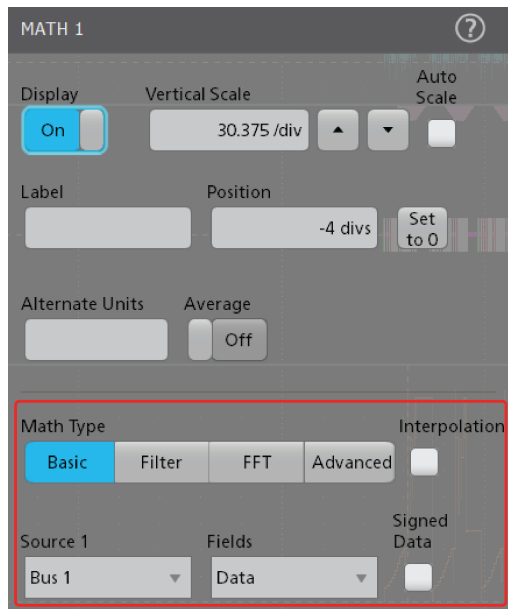 MATH 1
?
Display
Vertical Scale
Auto
Scale
On
30.375 /div
Label
Position
-4 divs
Set
to 0
Alternate Units
Average
Off
Math Type
Interpolation
Basic
Filter
FFT
Advanced
Source 1
Fields
Signed
Data
Bus 1
Data